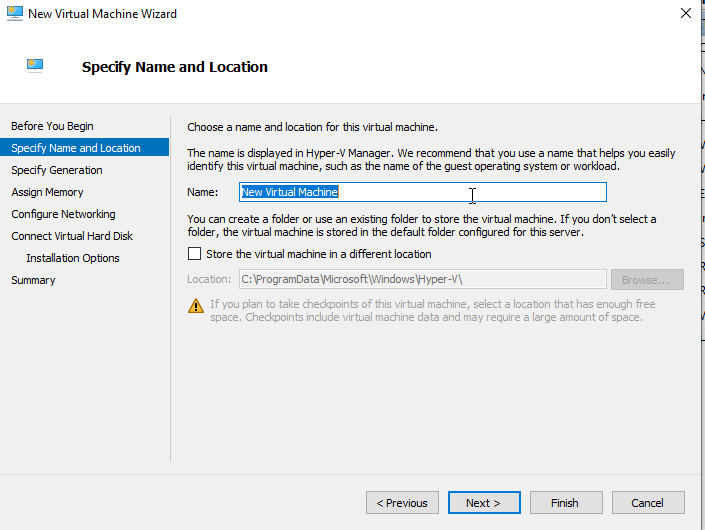 New Virtual Machine Wizard
Specify Name and Location
Before You Begin
Specify Name and Location
Specify Generation
Assign Memory
Configure Networking
Connect Virtual Hard Disk
Installation Options
Summary
Choose a name and location for this virtual machine.
The name is displayed in Hyper-V Manager. We recommend that you use a name that helps you easily
identify this virtual machine, such as the name of the guest operating system or workload.
Name: New Virtual Machine
You can create a folder or use an existing folder to store the virtual machine. If you don't select a
folder, the virtual machine is stored in the default folder configured for this server.
Store the virtual machine in a different location
Location: C:\ProgramData\Microsoft\Windows\Hyper-V\ Browse...
If you plan to take checkpoints of this virtual machine, select a location that has enough free
space. Checkpoints include virtual machine data and may require a large amount of space.
< Previous Next > Finish Cancel